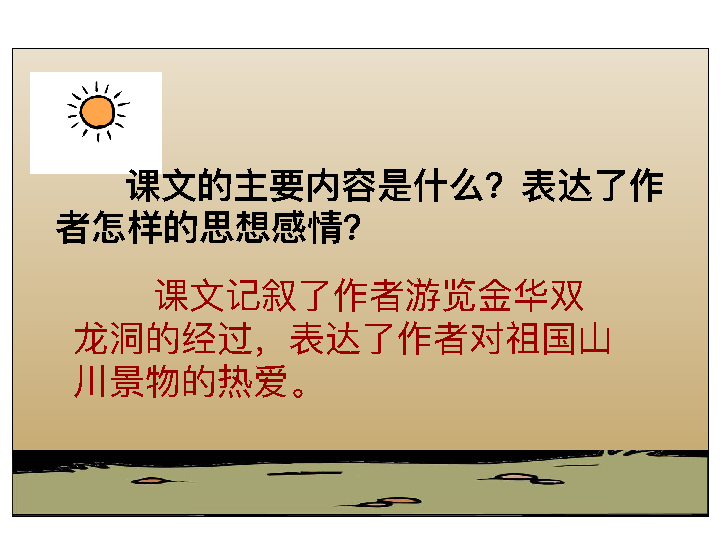 课文的主要内容是什么？表达了作
者怎样的思想感情？
课文记叙了作者游览金华双
龙洞的经过，表达了作者对祖国山
川景物的热爱。